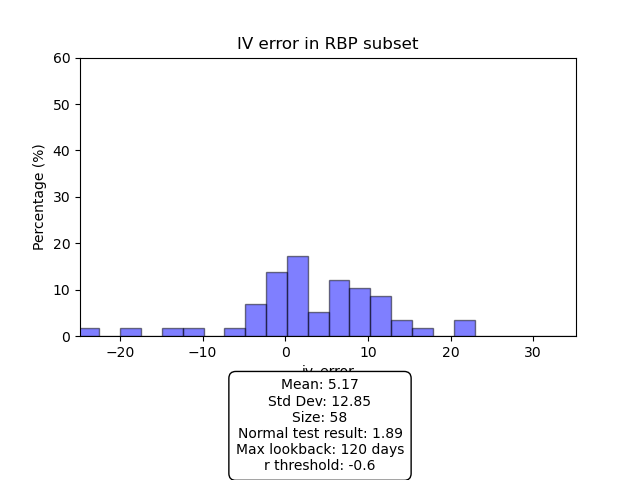 IV error in RBP subset
60
50
40
30
20
10
0
Percentage (%)
−20
−10
0
10
20
30
iv_error
Mean: 5.17
Std Dev: 12.85
Size: 58
Normal test result: 1.89
Max lookback: 120 days
r threshold: -0.6